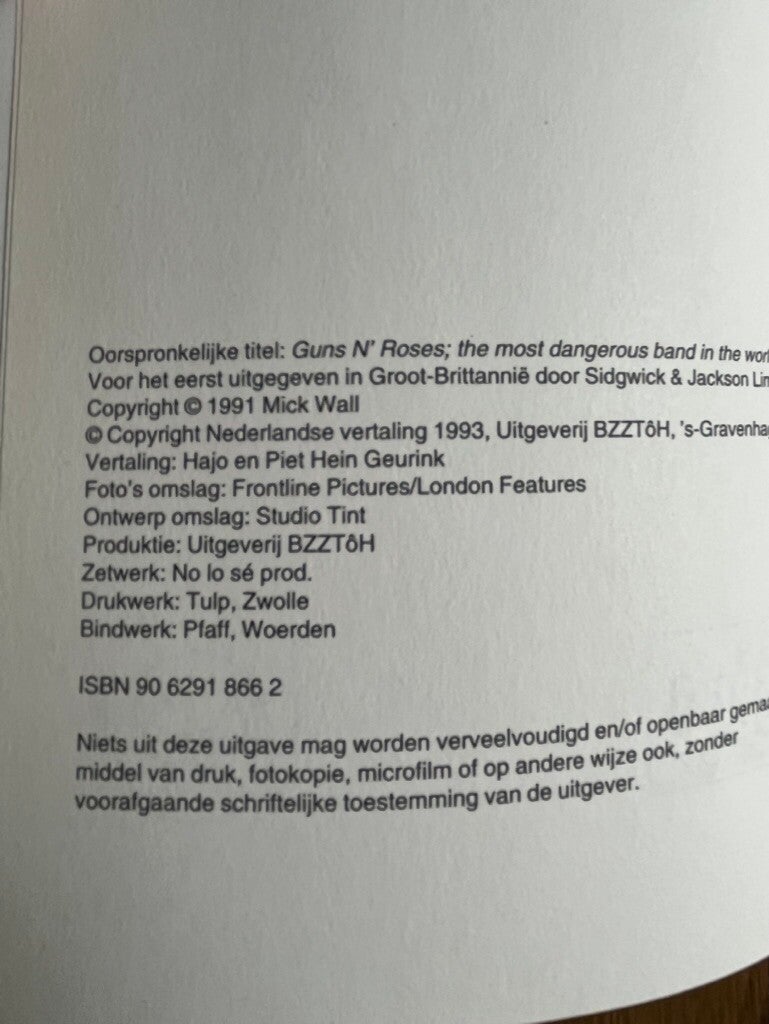 Oorspronkelijke titel: Guns N' Roses; the most dangerous band in the
Voor het eerst uitgegeven in Groot-Brittannië door Sidgwick & Jackson
Copyright © 1991 Mick Wall
© Copyright Nederlandse vertaling 1993, Uitgeverij BZZTôH,
Vertaling: Hajo en Piet Hein Geurink
Foto's omslag: Frontline Pictures/London Features
Ontwerp omslag: Studio Tint
Produktie: Uitgeverij BZZTôH
Zetwerk: No lo sé prod.
Drukwerk: Tulp, Zwolle
Bindwerk: Pfaff, Woerden
ISBN 90 6291 866 2
Niets uit deze uitgave mag worden verveelvoudigd en/of openbaar
middel van druk, fotokopie, microfilm of op andere wijze ook, zonder
voorafgaande schriftelijke toestemming van de uitgever.